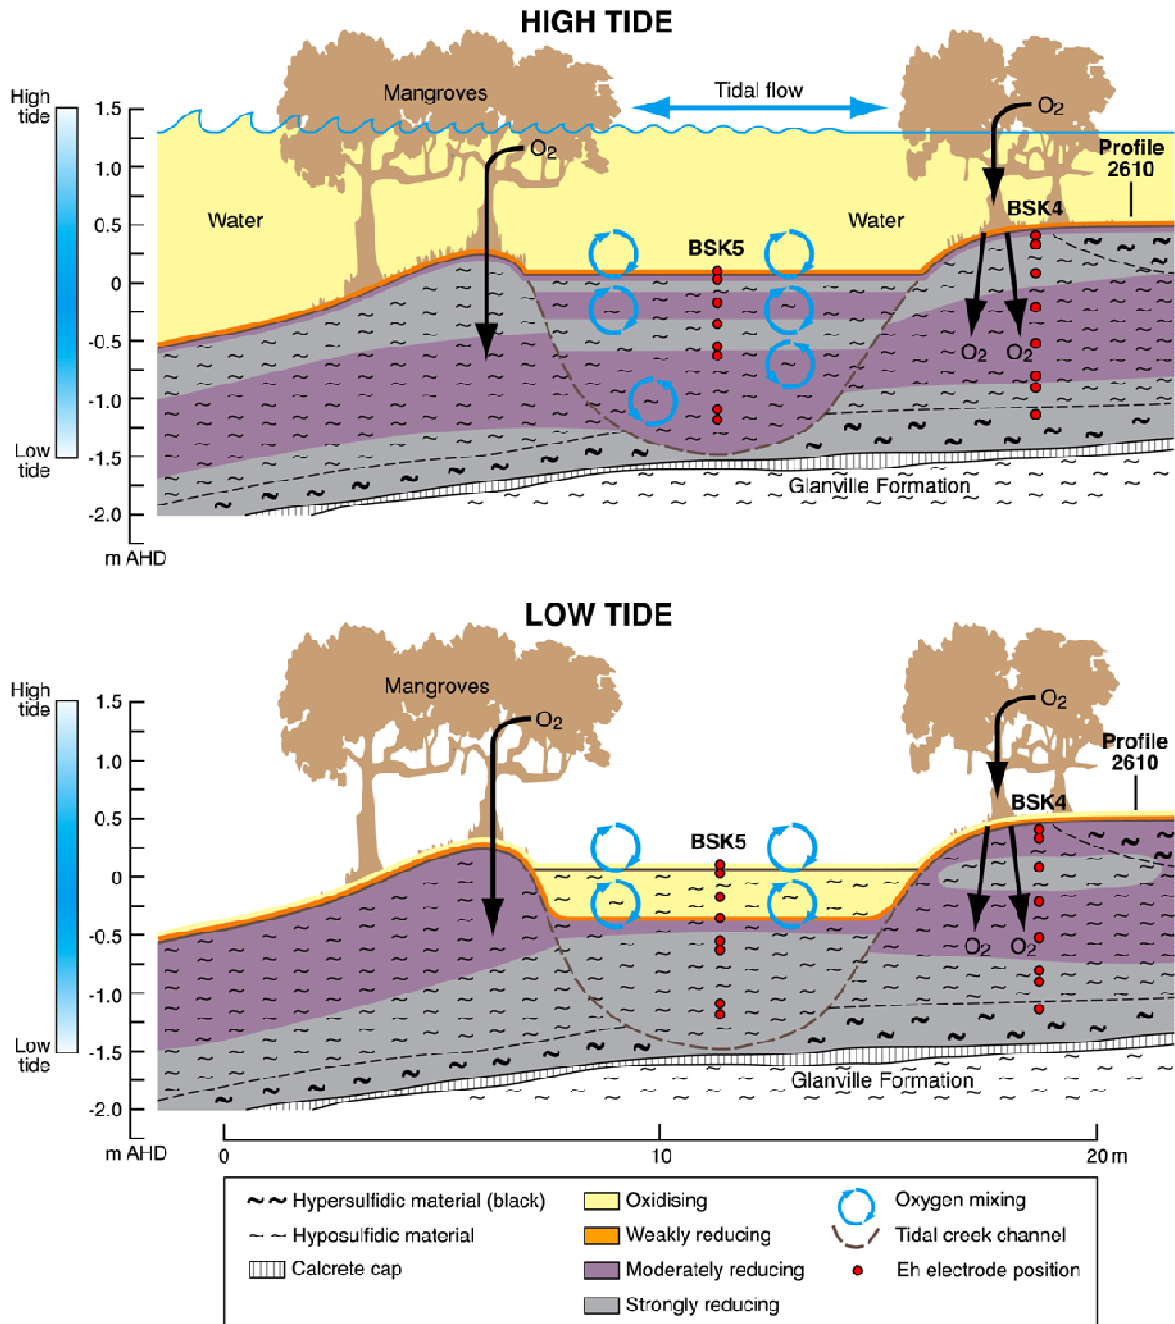 HIGH TIDE
High
tide
Low
tide
1.5
1.0
0.5
0
-0.5
-1.0
-1.5
-2.0
m AHD
Mangroves
Tidal flow
O2
O2
Profile
2610
Water
Water
BSK5
BSK4
O2 O2
Glanville Formation
LOW TIDE
High
tide
Low
tide
1.5
1.0
0.5
0
-0.5
-1.0
-1.5
-2.0
m AHD
Mangroves
O2
O2
Profile
2610
BSK5
BSK4
O2 O2
Glanville Formation
0 10 20 m
Hypersulfidic material (black)
Hyposulfidic material
Calcrete cap
Oxidising
Weakly reducing
Moderately reducing
Strongly reducing
Oxygen mixing
Tidal creek channel
Eh electrode position